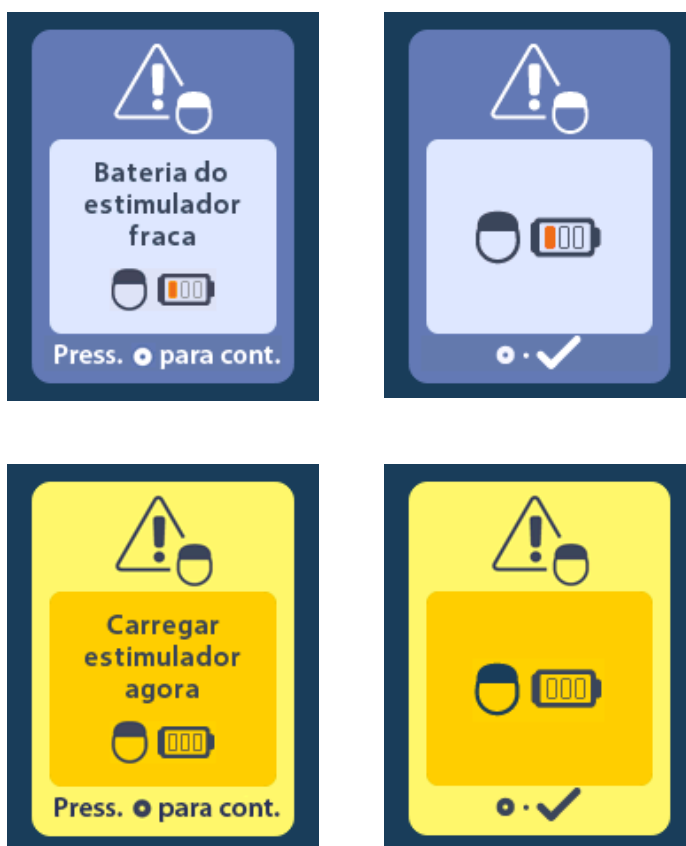 Bateria do
estimulador
fraca
Press. para cont.
Carregar
estimulador
agora
Press. para cont.